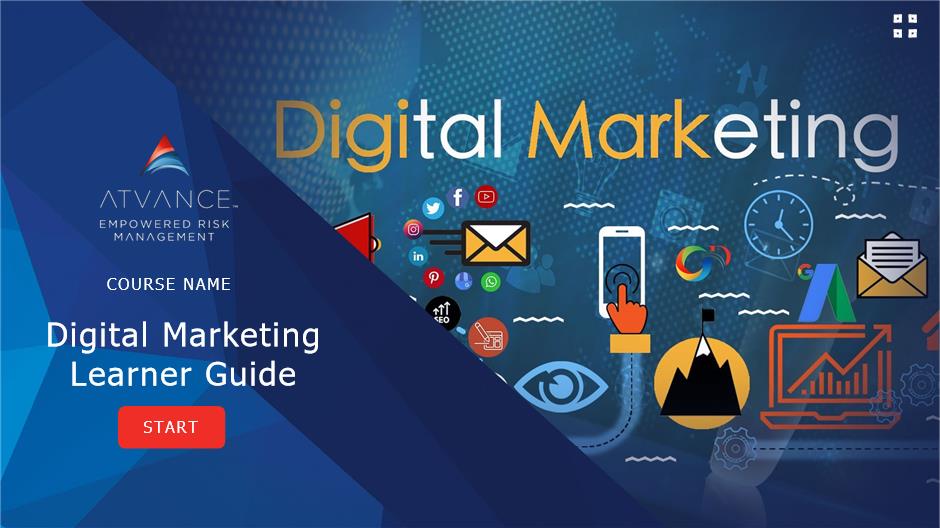 Digital Marketing
ATVANCE
EMPOWERED RISK
MANAGEMENT
COURSE NAME
Digital Marketing
Learner Guide
START
SEO